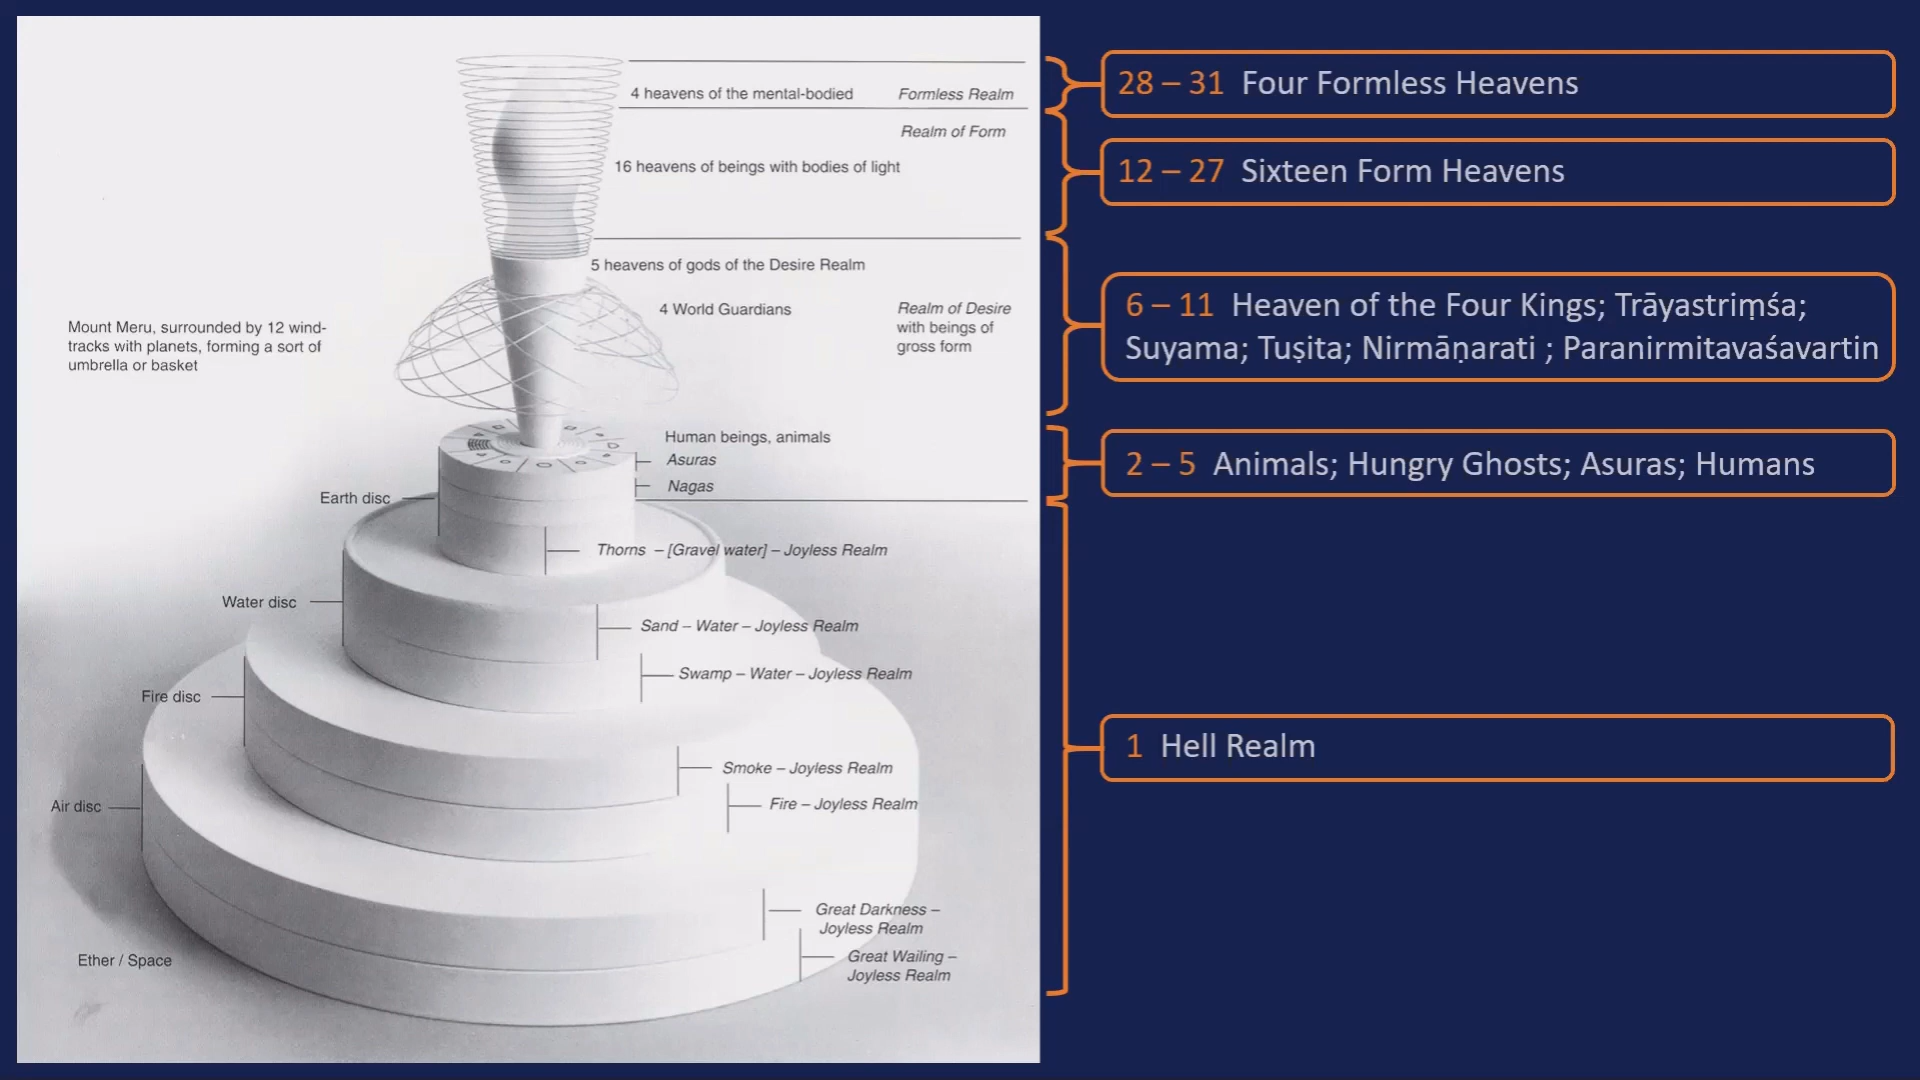 4 heavens of the mental-bodied Formless Realm
Realm of Form
16 heavens of beings with bodies of light
5 heavens of gods of the Desire Realm
4 World Guardians
Realm of Desire
with beings of
gross form
Mount Meru, surrounded by 12 wind-
tracks with planets, forming a sort of
umbrella or basket
Human beings, animals
Asuras
Nagas
Earth disc
Thorns – [Gravel water] – Joyless Realm
Water disc
Sand – Water – Joyless Realm
Swamp – Water – Joyless Realm
Fire disc
Smoke – Joyless Realm
Fire – Joyless Realm
Air disc
Great Darkness –
Joyless Realm
Great Wailing –
Joyless Realm
Ether / Space
28 – 31 Four Formless Heavens
12 – 27 Sixteen Form Heavens
6 – 11 Heaven of the Four Kings; Trāyastriṃśa;
Suyama; Tuṣita; Nirmāṇarati ; Paranirmitavaśavartin
2 – 5 Animals; Hungry Ghosts; Asuras; Humans
1 Hell Realm